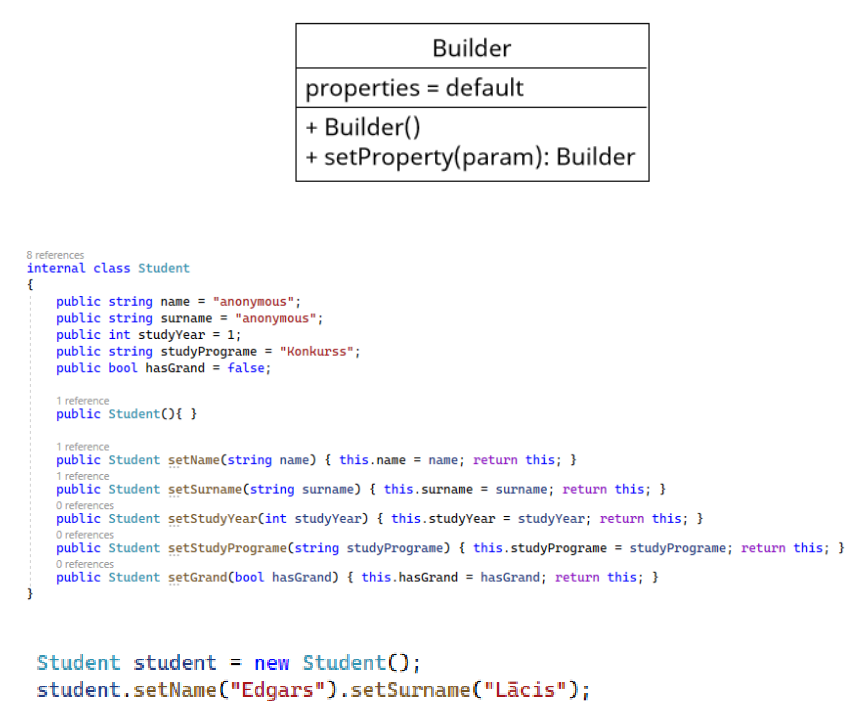 Builder
properties = default
+ Builder()
+ setProperty(param): Builder
8 references
internal class Student
{
public string name = "anonymous";
public string surname = "anonymous";
public int studyYear = 1;
public string studyPrograme = "Konkurss";
public bool hasGrand = false;
1 reference
public Student(){ }
1 reference
public Student setName(string name) { this.name = name; return this; }
1 reference
public Student setSurname(string surname) { this.surname = surname; return this; }
0 references
public Student setStudyYear(int studyYear) { this.studyYear = studyYear; return this; }
0 references
public Student setStudyPrograme(string studyPrograme) { this.studyPrograme = studyPrograme; return this; }
0 references
public Student setGrand(bool hasGrand) { this.hasGrand = hasGrand; return this; }
}
Student student = new Student();
student.setName("Edgars").setSurname("Lācis");